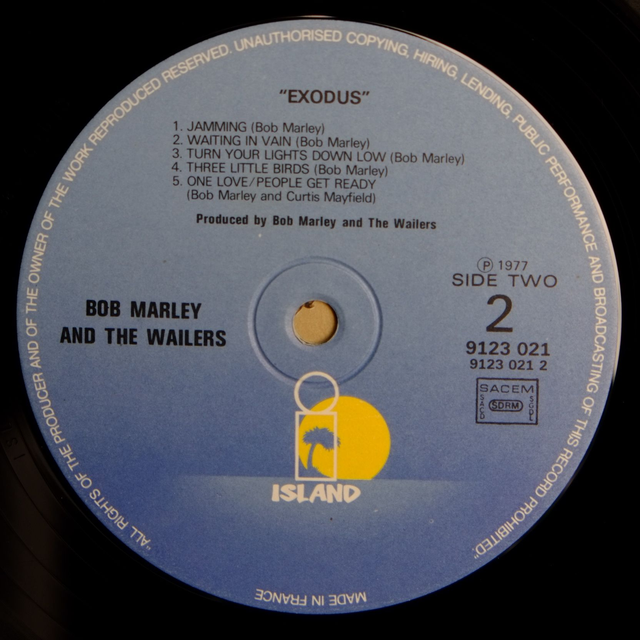 "ALL RIGHTS OF THE PRODUCER AND OF THE OWNER OF THE WORK REPRODUCED RESERVED. UNAUTHORISED COPYING, HIRING, LENDING, PUBLIC PERFORMANCE AND BROADCASTING OF THIS RECORD PROHIBITED."
"EXODUS"
1. JAMMING (Bob Marley)
2. WAITING IN VAIN (Bob Marley)
3. TURN YOUR LIGHTS DOWN LOW (Bob Marley)
4. THREE LITTLE BIRDS (Bob Marley)
5. ONE LOVE/PEOPLE GET READY
(Bob Marley and Curtis Mayfield)
Produced by Bob Marley and The Wailers
BOB MARLEY
AND THE WAILERS
Ⓟ 1977
SIDE TWO
2
9123 021
9123 021 2
SACEM
SDRM
ISLAND
MADE IN FRANCE